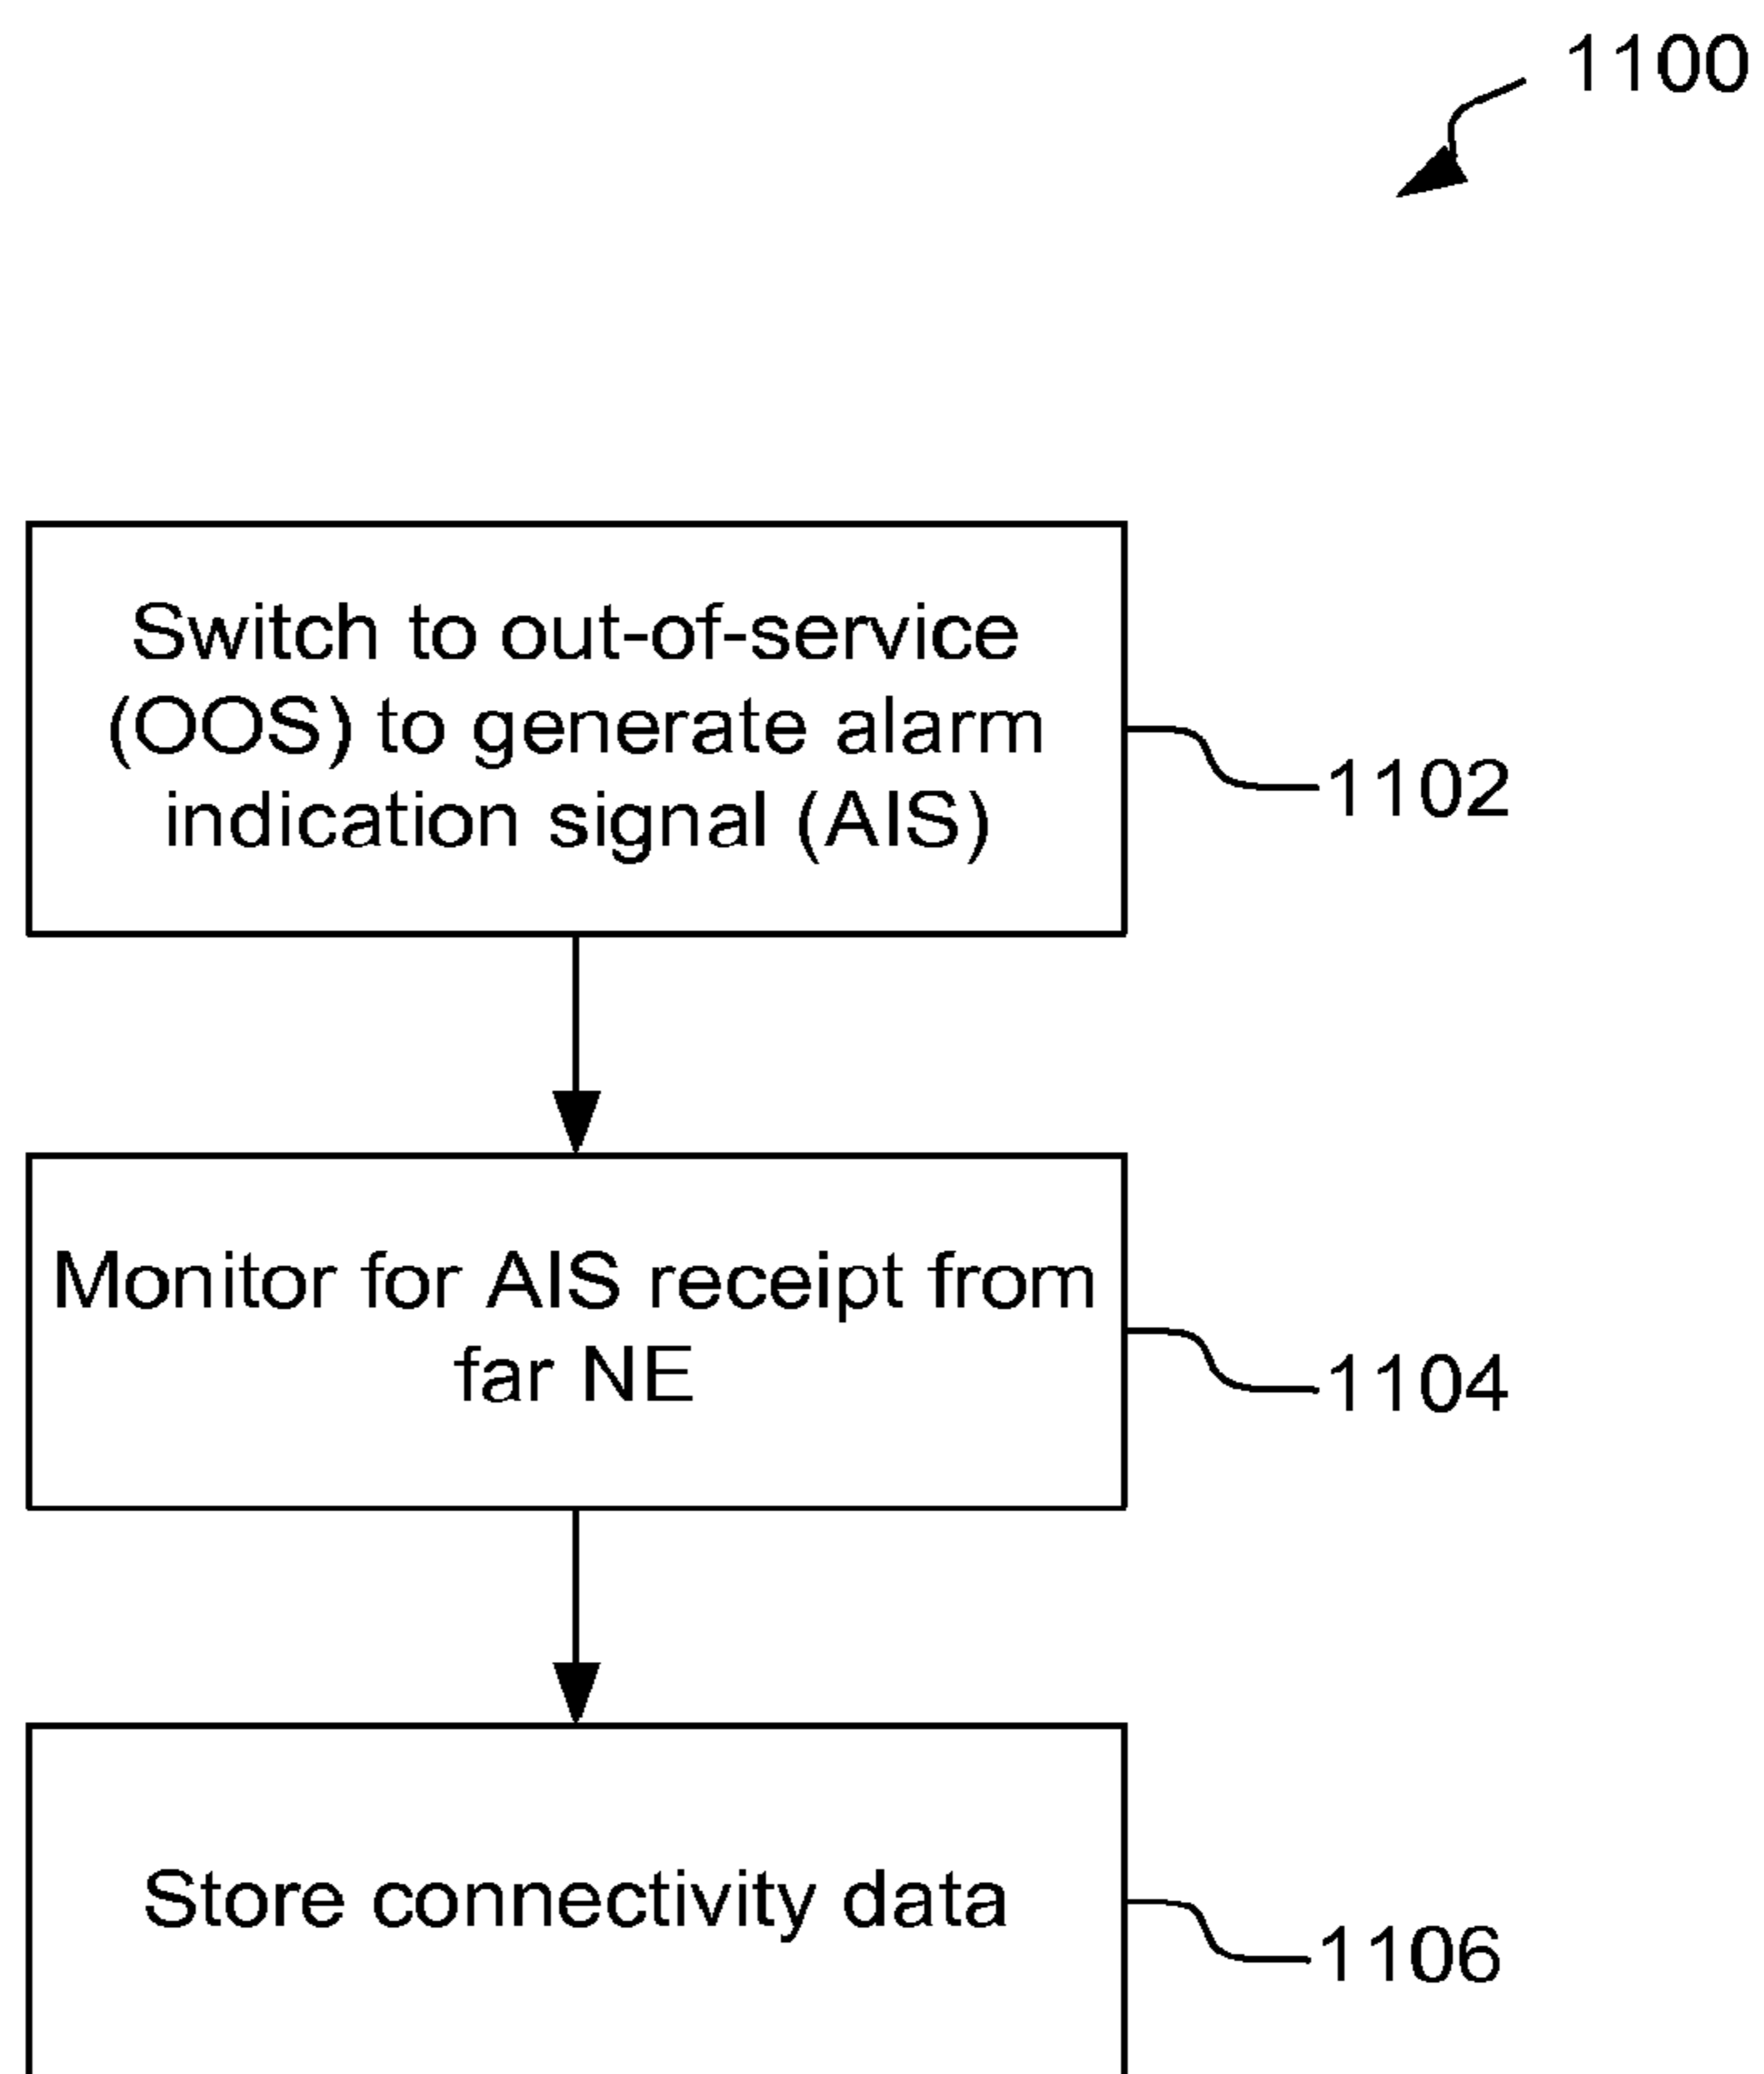 1100
Switch to out-of-service
(OOS) to generate alarm
indication signal (AIS)
1102
Monitor for AIS receipt from
far NE
1104
Store connectivity data
1106